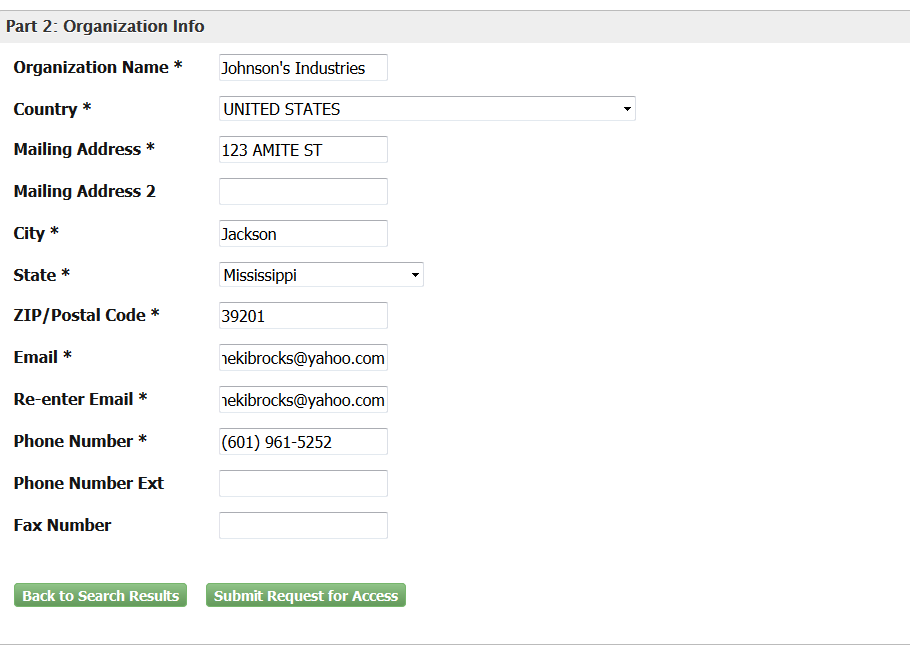 Part 2: Organization Info
Organization Name * Johnson's Industries
Country * UNITED STATES
Mailing Address * 123 AMITE ST
Mailing Address 2
City * Jackson
State * Mississippi
ZIP/Postal Code * 39201
Email * hekibrocks@yahoo.com
Re-enter Email * hekibrocks@yahoo.com
Phone Number * (601) 961-5252
Phone Number Ext
Fax Number
Back to Search Results Submit Request for Access